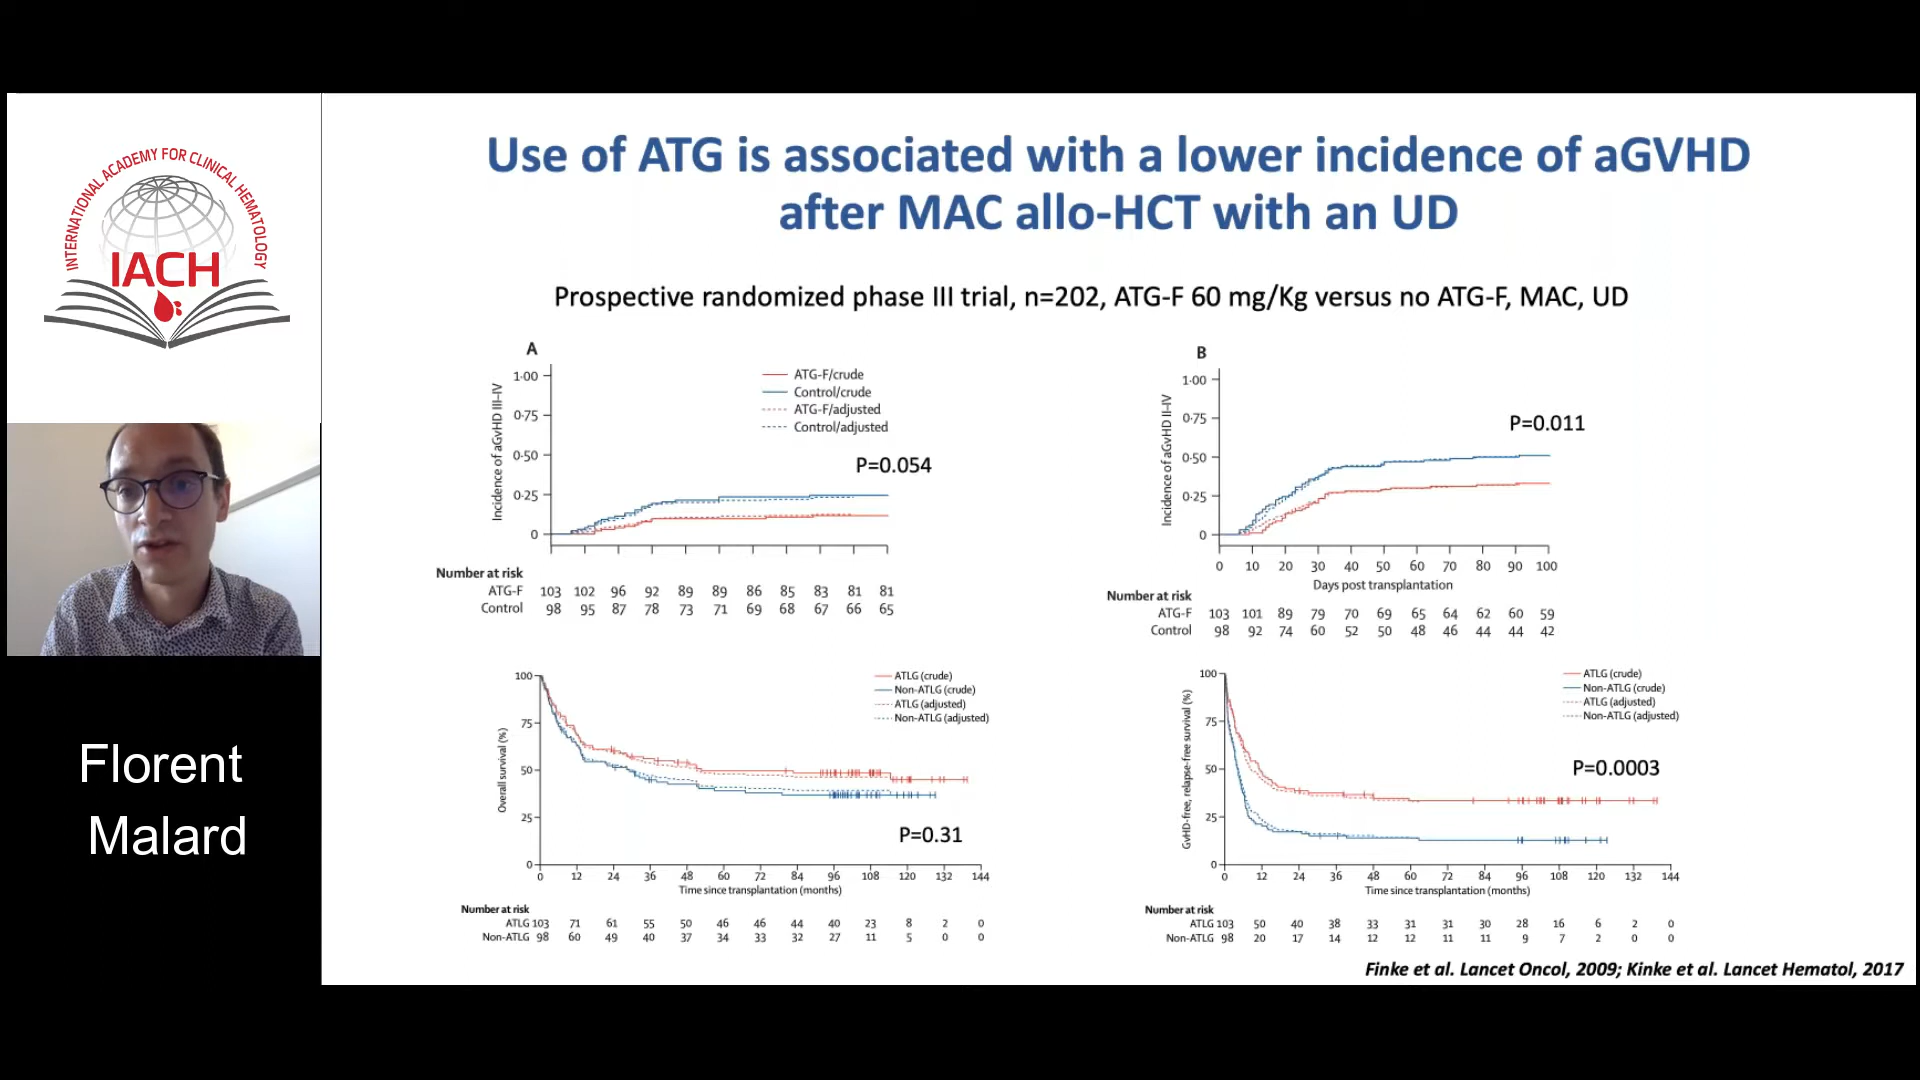 INTERNATIONAL ACADEMY FOR CLINICAL HEMATOLOGY
IACH
Florent
Malard
Use of ATG is associated with a lower incidence of aGVHD
after MAC allo-HCT with an UD
Prospective randomized phase III trial, n=202, ATG-F 60 mg/Kg versus no ATG-F, MAC, UD
A
Incidence of aGvHD III–IV
1·00
0·75
0·50
0·25
0
ATG-F/crude
Control/crude
ATG-F/adjusted
Control/adjusted
P=0.054
Number at risk
ATG-F 103 102 96 92 89 89 86 85 83 81 81
Control 98 95 87 78 73 71 69 68 67 66 65
B
Incidence of aGvHD II–IV
1·00
0·75
0·50
0·25
0
P=0.011
0 10 20 30 40 50 60 70 80 90 100
Days post transplantation
Number at risk
ATG-F 103 101 89 79 70 69 65 64 62 60 59
Control 98 92 74 60 52 50 48 46 44 44 42
Overall survival (%)
100
75
50
25
0
ATLG (crude)
Non-ATLG (crude)
ATLG (adjusted)
Non-ATLG (adjusted)
P=0.31
0 12 24 36 48 60 72 84 96 108 120 132 144
Time since transplantation (months)
Number at risk
ATLG 103 71 61 55 50 46 46 44 40 23 8 2 0
Non-ATLG 98 60 49 40 37 34 33 32 27 11 5 0 0
GvHD-free, relapse-free survival (%)
100
75
50
25
0
ATLG (crude)
Non-ATLG (crude)
ATLG (adjusted)
Non-ATLG (adjusted)
P=0.0003
0 12 24 36 48 60 72 84 96 108 120 132 144
Time since transplantation (months)
Number at risk
ATLG 103 50 40 38 33 31 31 30 28 16 6 2 0
Non-ATLG 98 20 17 14 12 12 11 11 9 7 2 0 0
Finke et al. Lancet Oncol, 2009; Kinke et al. Lancet Hematol, 2017